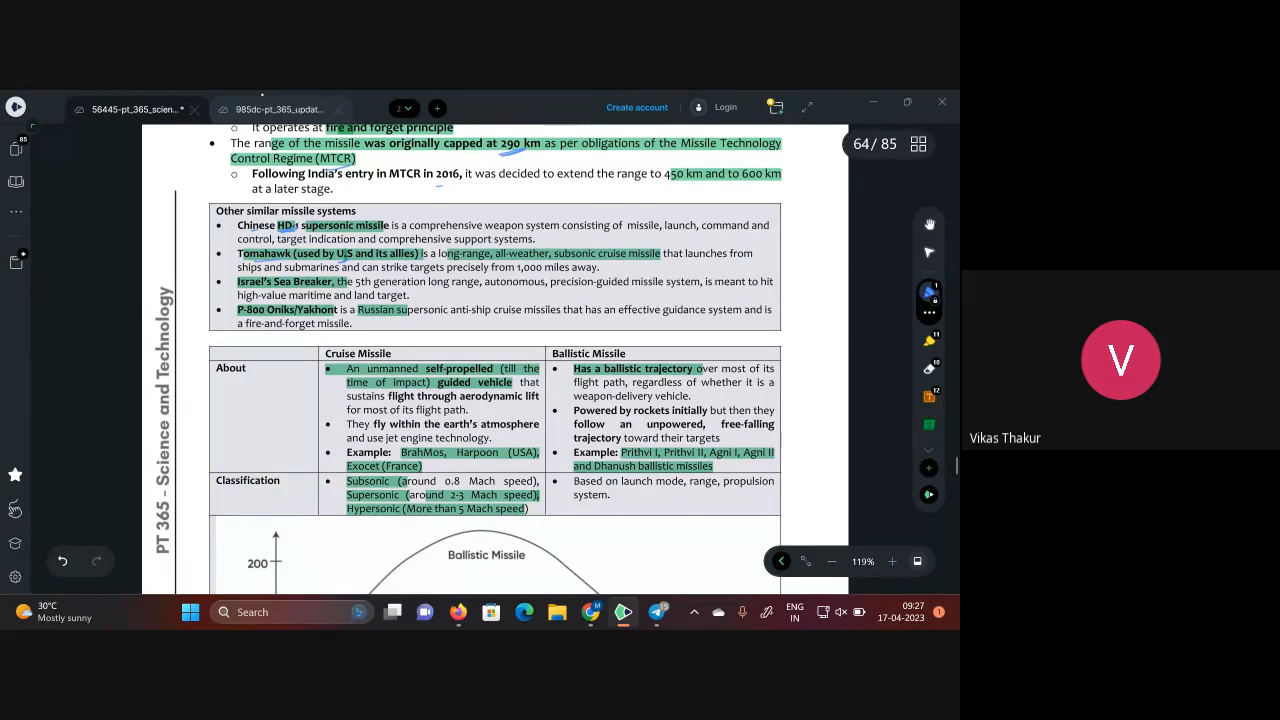 56445-pt_365_scien...*
985dc-pt_365_updat...
2
Create account
Login
85
64 / 85
o It operates at fire and forget principle
• The range of the missile was originally capped at 290 km as per obligations of the Missile Technology
Control Regime (MTCR)
o Following India's entry in MTCR in 2016, it was decided to extend the range to 450 km and to 600 km
at a later stage.
Other similar missile systems
• Chinese HD-1 supersonic missile is a comprehensive weapon system consisting of missile, launch, command and
control, target indication and comprehensive support systems.
• Tomahawk (used by U.S and its allies) is a long-range, all-weather, subsonic cruise missile that launches from
ships and submarines and can strike targets precisely from 1,000 miles away.
• Israel's Sea Breaker, the 5th generation long range, autonomous, precision-guided missile system, is meant to hit
high-value maritime and land target.
• P-800 Oniks/Yakhont is a Russian supersonic anti-ship cruise missiles that has an effective guidance system and is
a fire-and-forget missile.
Cruise Missile
Ballistic Missile
About
• An unmanned self-propelled (till the
time of impact) guided vehicle that
sustains flight through aerodynamic lift
for most of its flight path.
• They fly within the earth's atmosphere
and use jet engine technology.
• Example: BrahMos, Harpoon (USA),
Exocet (France)
• Has a ballistic trajectory over most of its
flight path, regardless of whether it is a
weapon-delivery vehicle.
• Powered by rockets initially but then they
follow an unpowered, free-falling
trajectory toward their targets
• Example: Prithvi I, Prithvi II, Agni I, Agni II
and Dhanush ballistic missiles
Classification
• Subsonic (around 0.8 Mach speed),
Supersonic (around 2-3 Mach speed),
Hypersonic (More than 5 Mach speed)
• Based on launch mode, range, propulsion
system.
200
Ballistic Missile
PT 365 - Science and Technology
1
11
10
12
T
T
119%
V
Vikas Thakur
30°C
Mostly sunny
Search
M
15
ENG
IN
09:27
17-04-2023
1